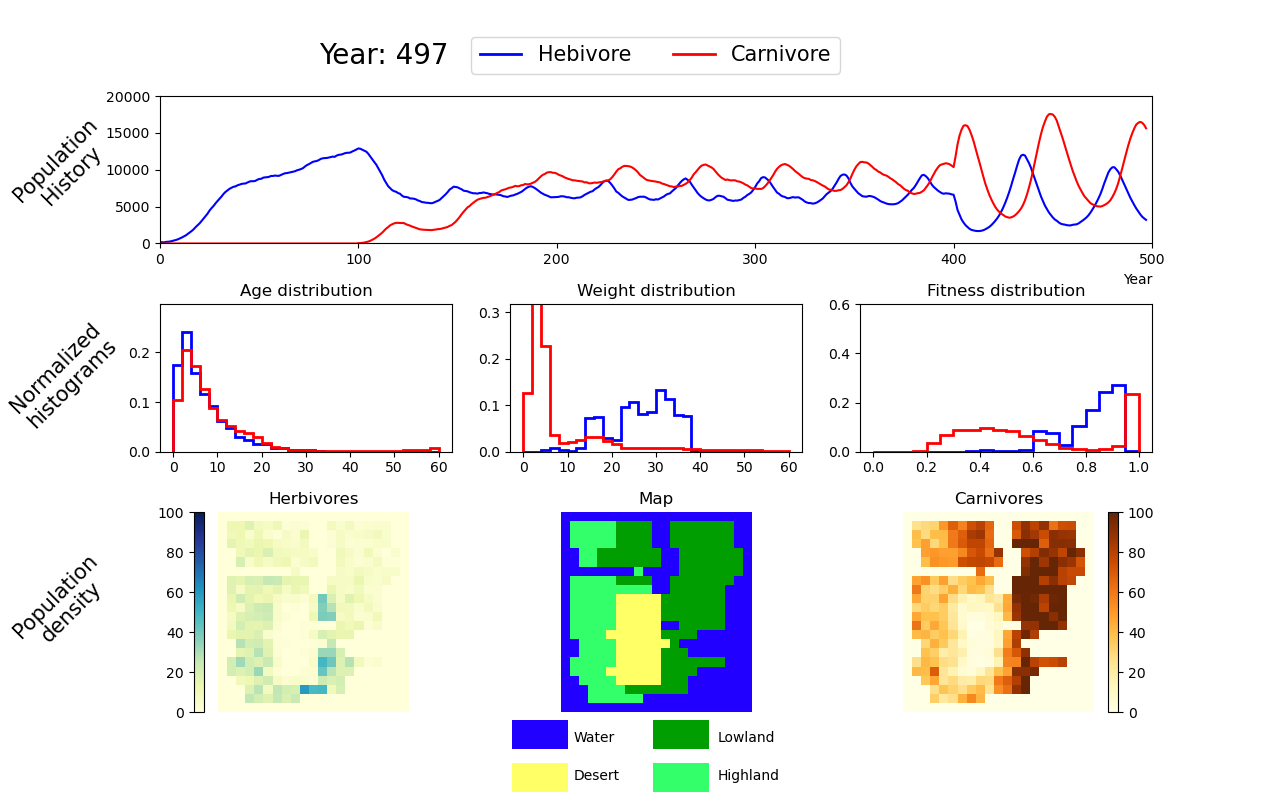 Year: 497
Hebivore
Carnivore
Population
History
20000
15000
10000
5000
0
0
100
200
300
400
500
Year
Normalized
histograms
Age distribution
0.2
0.1
0.0
0
10
20
30
40
50
60
Weight distribution
0.3
0.2
0.1
0.0
0
10
20
30
40
50
60
Fitness distribution
0.6
0.4
0.2
0.0
0.0
0.2
0.4
0.6
0.8
1.0
Population
density
Herbivores
100
80
60
40
20
0
Map
Carnivores
100
80
60
40
20
0
Water
Lowland
Desert
Highland